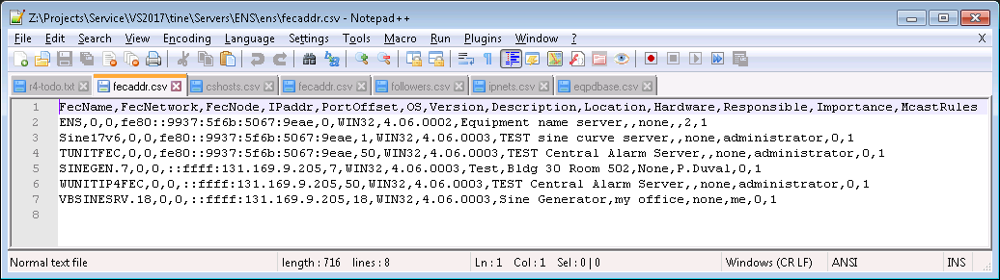 Z:\Projects\Service\VS2017\tine\Servers\ENS\ens\fecaddr.csv - Notepad++
File Edit Search View Encoding Language Settings Tools Macro Run Plugins Window ? X
r4-todo.txt fecaddr.csv cshosts.csv fecaddr.csv followers.csv ipnets.csv eqpdbase.csv
1 FecName,FecNetwork,FecNode,IPaddr,PortOffset,OS,Version,Description,Location,Hardware,Responsible,Importance,McastRules
2 ENS,0,0,fe80::9937:5f6b:5067:9eae,0,WIN32,4.06.0002,Equipment name server,,none,,2,1
3 Sine17v6,0,0,fe80::9937:5f6b:5067:9eae,1,WIN32,4.06.0003,TEST sine curve server,,none,administrator,0,1
4 TUNITFEC,0,0,fe80::9937:5f6b:5067:9eae,50,WIN32,4.06.0003,TEST Central Alarm Server,,none,administrator,0,1
5 SINEGEN.7,0,0,::ffff:131.169.9.205,7,WIN32,4.06.0003,Test,Bldg 30 Room 502,None,P.Duval,0,1
6 WUNITIP4FEC,0,0,::ffff:131.169.9.205,50,WIN32,4.06.0003,TEST Central Alarm Server,,none,administrator,0,1
7 VBSINESRV.18,0,0,::ffff:131.169.9.205,18,WIN32,4.06.0003,Sine Generator,my office,none,me,0,1
8
Normal text file length : 716 lines : 8 Ln : 1 Col : 1 Sel : 0 | 0 Windows (CR LF) ANSI INS